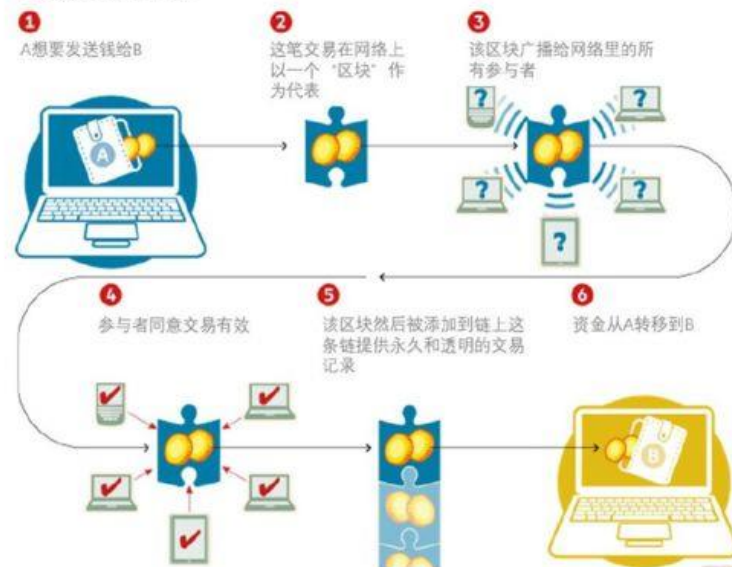 1
A想要发送钱给B
2
这笔交易在网络上
以一个“区块”作
为代表
3
该区块广播给网络里的所
有参与者
A
?
?
?
?
?
4
参与者同意交易有效
5
该区块然后被添加到链上这
条链提供永久和透明的交易
记录
6
资金从A转移到B
B